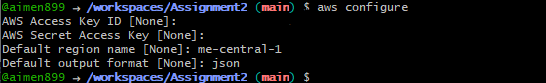 @aimen899 → /workspaces/Assignment2 (main) $ aws configure
AWS Access Key ID [None]:
AWS Secret Access Key [None]:
Default region name [None]: me-central-1
Default output format [None]: json
@aimen899 → /workspaces/Assignment2 (main) $